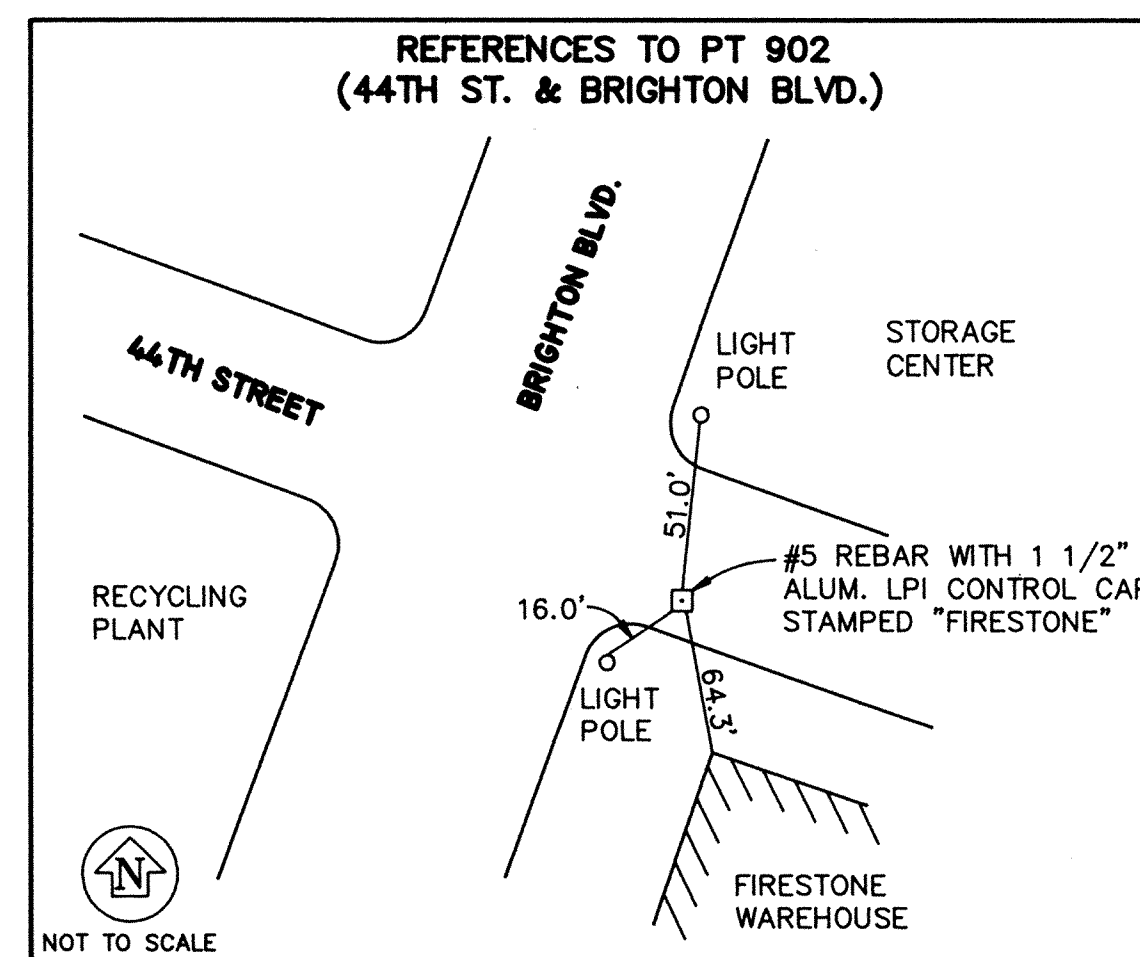 REFERENCES TO PT 902
(44TH ST. & BRIGHTON BLVD.)
BRIGHTON BLVD.
44TH STREET
LIGHT
POLE
STORAGE
CENTER
51.0'
#5 REBAR WITH 1 1/2"
ALUM. LPI CONTROL CAP
STAMPED "FIRESTONE"
RECYCLING
PLANT
16.0'
LIGHT
POLE
64.3'
FIRESTONE
WAREHOUSE
N
NOT TO SCALE